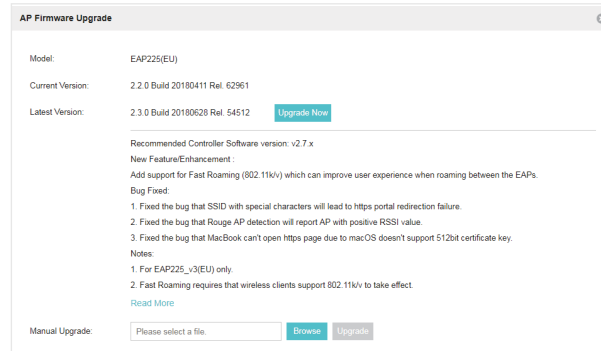 AP Firmware Upgrade
Model: EAP225(EU)
Current Version: 2.2.0 Build 20180411 Rel. 62961
Latest Version: 2.3.0 Build 20180628 Rel. 54512 Upgrade Now
Recommended Controller Software version: v2.7.x
New Feature/Enhancement :
Add support for Fast Roaming (802.11k/v) which can improve user experience when roaming between the EAPs.
Bug Fixed:
1. Fixed the bug that SSID with special characters will lead to https portal redirection failure.
2. Fixed the bug that Rouge AP detection will report AP with positive RSSI value.
3. Fixed the bug that MacBook can't open https page due to macOS doesn't support 512bit certificate key.
Notes:
1. For EAP225_v3(EU) only.
2. Fast Roaming requires that wireless clients support 802.11k/v to take effect.
Read More
Manual Upgrade: Please select a file. Browse Upgrade